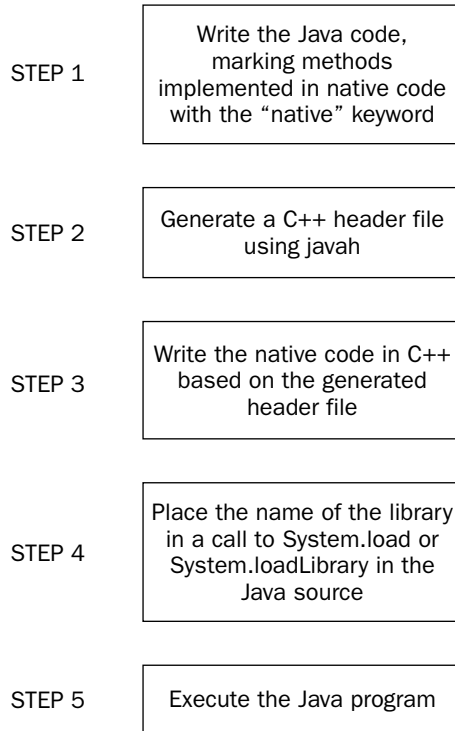 STEP 1
Write the Java code,
marking methods
implemented in native code
with the “native” keyword
STEP 2
Generate a C++ header file
using javah
STEP 3
Write the native code in C++
based on the generated
header file
STEP 4
Place the name of the library
in a call to System.load or
System.loadLibrary in the
Java source
STEP 5
Execute the Java program